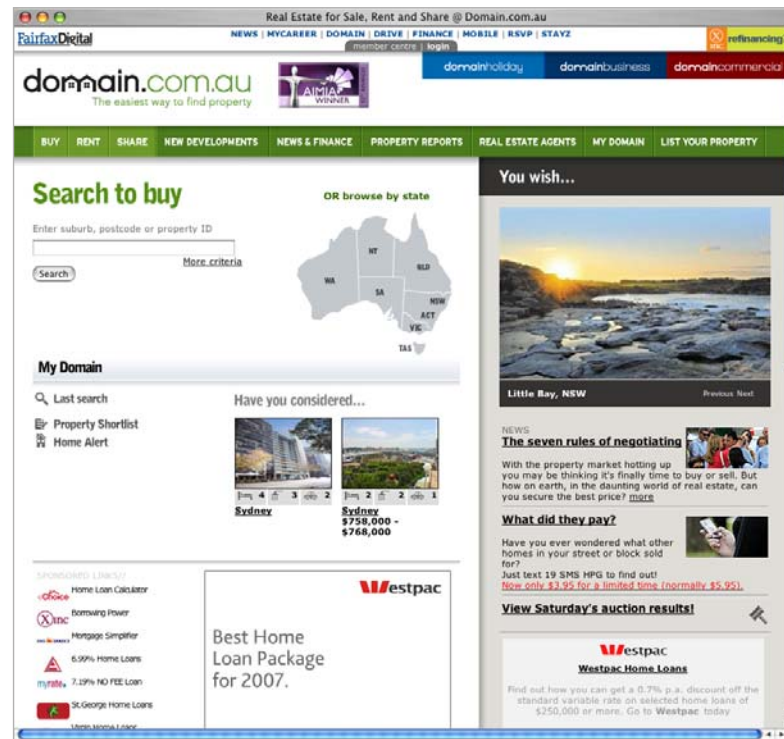 Real Estate for Sale, Rent and Share @ Domain.com.au
FairfaxDigital
NEWS | MYCAREER | DOMAIN | DRIVE | FINANCE | MOBILE | RSVP | STAYZ
member centre | login
XINC
refinancing
domain.com.au
The easiest way to find property
AIMIA
WINNER
domainholiday
domainbusiness
domaincommercial
BUY RENT SHARE NEW DEVELOPMENTS NEWS & FINANCE PROPERTY REPORTS REAL ESTATE AGENTS MY DOMAIN LIST YOUR PROPERTY
Search to buy
OR browse by state
Enter suburb, postcode or property ID
More criteria
Search
NT
QLD
WA
SA
NSW
ACT
VIC
TAS
My Domain
Last search
Property Shortlist
Home Alert
Have you considered...
4 3 2
Sydney
2 2 1
Sydney
$758,000 -
$768,000
SPONSORED LINKS//
choice Home Loan Calculator
Xinc Borrowing Power
Mortgage Simplifier
6.99% Home Loans
myrate. 7.19% NO FEE Loan
St.George Home Loans
Virgin Home Loans
Westpac
Best Home
Loan Package
for 2007.
You wish...
Little Bay, NSW
Previous Next
NEWS
The seven rules of negotiating
With the property market hotting up
you may be thinking it's finally time to buy or sell. But
how on earth, in the daunting world of real estate, can
you secure the best price? more
What did they pay?
Have you ever wondered what other
homes in your street or block sold
for?
Just text 19 SMS HPG to find out!
Now only $3.95 for a limited time (normally $5.95).
View Saturday's auction results!
Westpac
Westpac Home Loans
Find out how you can get a 0.7% p.a. discount off the
standard variable rate on selected home loans of
$250,000 or more. Go to Westpac today